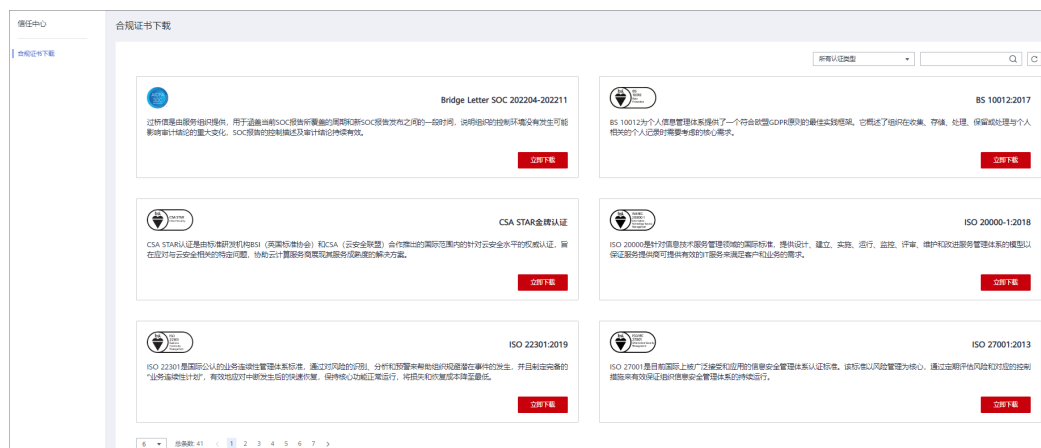 信任中心
合规证书下载
合规证书下载
所有认证类型
Bridge Letter SOC 202204-202211
过桥信是由服务组织提供，用于涵盖当前SOC报告所覆盖的周期和新SOC报告发布之间的一段时间，说明组织的控制环境没有发生可能
影响审计结论的重大变化，SOC报告的控制描述及审计结论持续有效。
立即下载
BS 10012:2017
BS 10012为个人信息管理体系提供了一个符合欧盟GDPR原则的最佳实践框架。它概述了组织在收集、存储、处理、保留或处理与个人
相关的个人记录时需要考虑的核心需求。
立即下载
CSA STAR金牌认证
CSA STAR认证是由标准研发机构BSI（英国标准协会）和CSA（云安全联盟）合作推出的国际范围内的针对云安全水平的权威认证，旨
在应对与云安全相关的特定问题，协助云计算服务商展现其服务成熟度的解决方案。
立即下载
ISO 20000-1:2018
ISO 20000是针对信息技术服务管理领域的国际标准，提供设计、建立、实施、运行、监控、评审、维护和改进服务管理体系的模型以
保证服务提供商可提供有效的IT服务来满足客户和业务的需求。
立即下载
ISO 22301:2019
ISO 22301是国际公认的业务连续性管理体系标准，通过对风险的识别、分析和预警来帮助组织规避潜在事件的发生，并且制定完善的
“业务连续性计划”，有效地应对中断发生后的快速恢复，保持核心功能正常运行，将损失和恢复成本降至最低。
立即下载
ISO 27001:2013
ISO 27001是目前国际上被广泛接受和应用的信息安全管理体系认证标准。该标准以风险管理为核心，通过定期评估风险和对应的控制
措施来有效保证组织信息安全管理体系的持续运行。
立即下载
6 总条数: 41 < 1 2 3 4 5 6 7 >